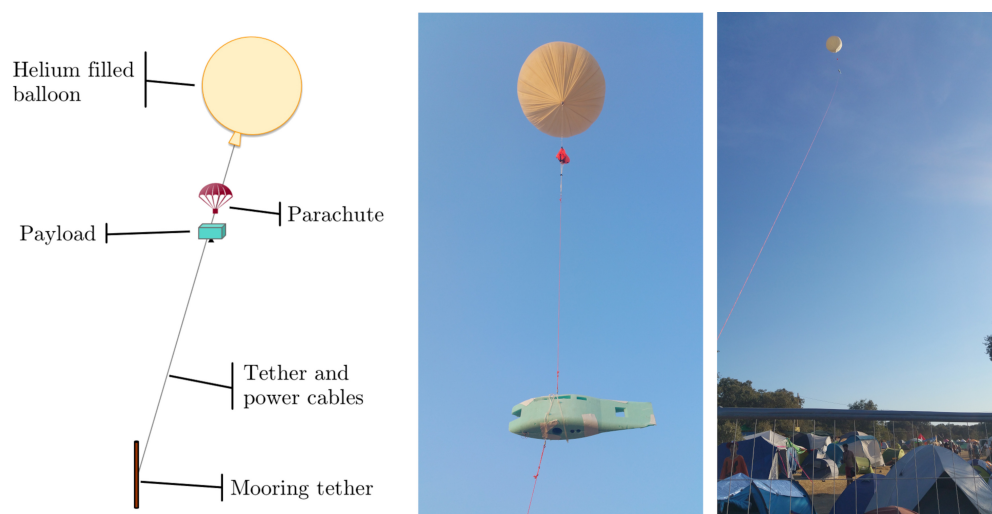 Helium filled
balloon
Parachute
Payload
Tether and
power cables
Mooring tether